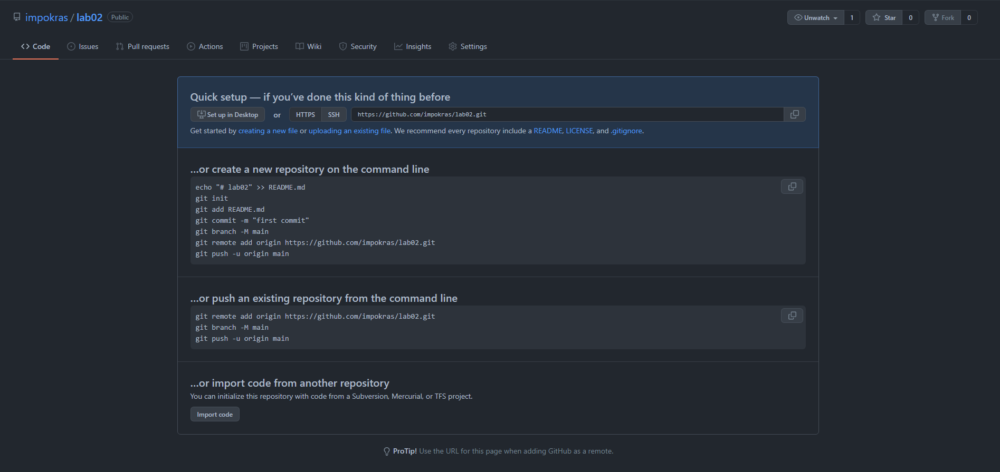 impokras / lab02 Public
Unwatch 1 Star 0 Fork 0
Code Issues Pull requests Actions Projects Wiki Security Insights Settings
Quick setup — if you’ve done this kind of thing before
Set up in Desktop or HTTPS SSH https://github.com/impokras/lab02.git
Get started by creating a new file or uploading an existing file. We recommend every repository include a README, LICENSE, and .gitignore.
…or create a new repository on the command line
echo "# lab02" >> README.md
git init
git add README.md
git commit -m "first commit"
git branch -M main
git remote add origin https://github.com/impokras/lab02.git
git push -u origin main
…or push an existing repository from the command line
git remote add origin https://github.com/impokras/lab02.git
git branch -M main
git push -u origin main
…or import code from another repository
You can initialize this repository with code from a Subversion, Mercurial, or TFS project.
Import code
ProTip! Use the URL for this page when adding GitHub as a remote.